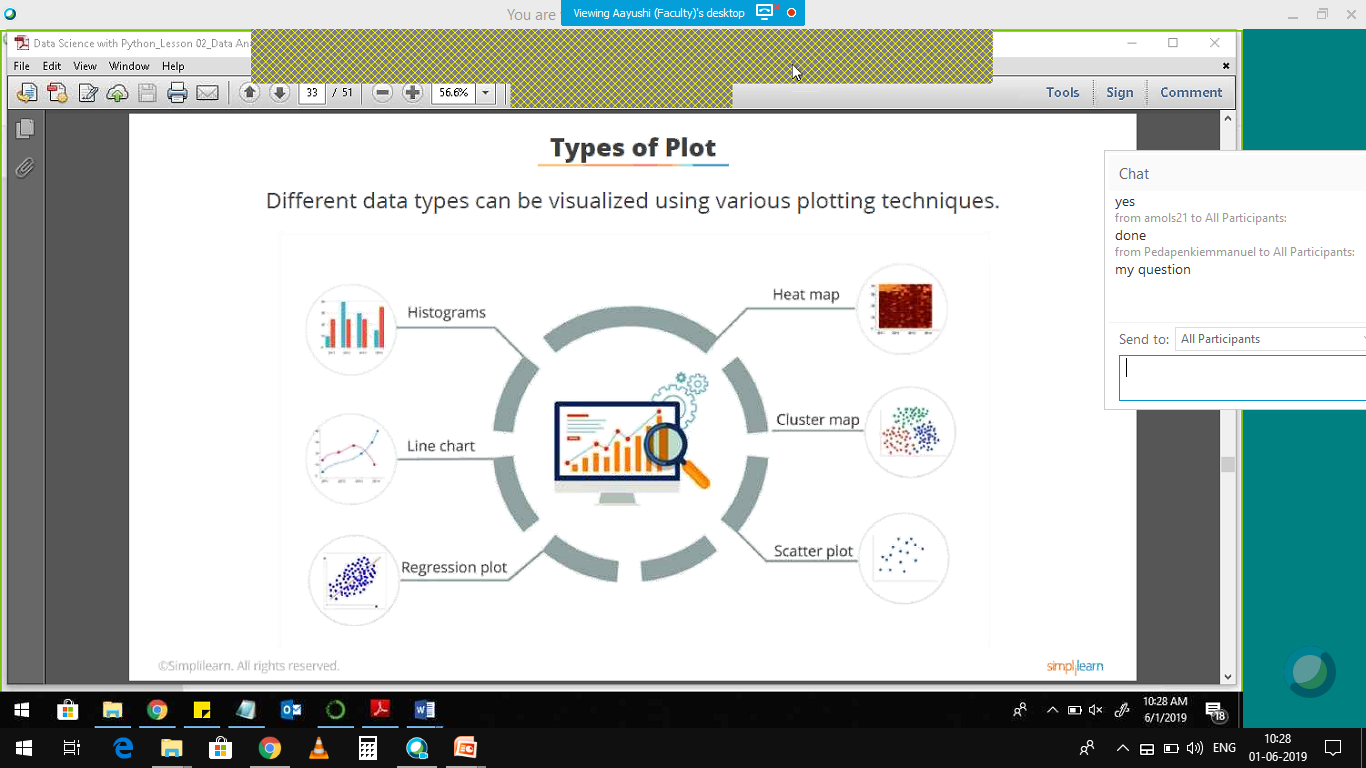 You are
Viewing Aayushi (Faculty)'s desktop
Data Science with Python_Lesson 02_Data An
File Edit View Window Help
33 / 51
56.6%
Tools Sign Comment
Types of Plot
Different data types can be visualized using various plotting techniques.
Histograms
Line chart
Regression plot
Heat map
Cluster map
Scatter plot
©Simplilearn. All rights reserved.
simplilearn
Chat
yes
from amols21 to All Participants:
done
from Pedapenkiemmanuel to All Participants:
my question
Send to: All Participants
10:28 AM
6/1/2019
18
ENG
10:28
01-06-2019